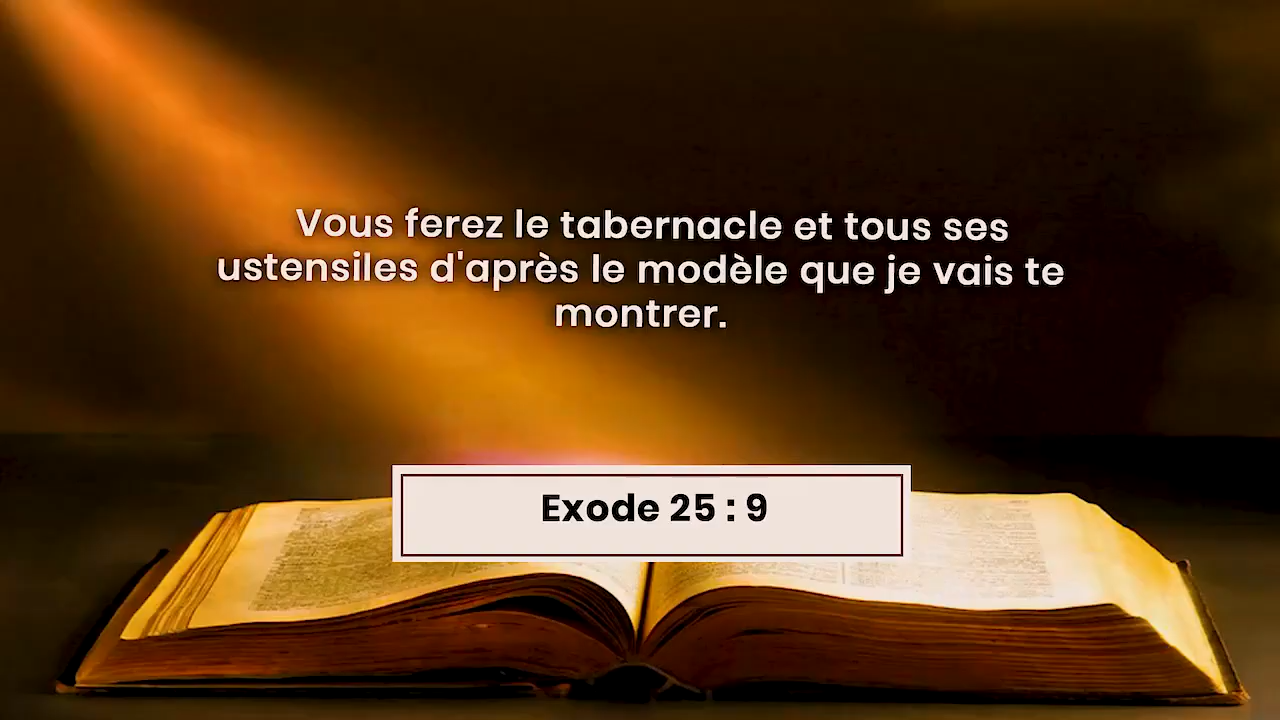 Vous ferez le tabernacle et tous ses
ustensiles d'après le modèle que je vais te
montrer.
Exode 25 : 9